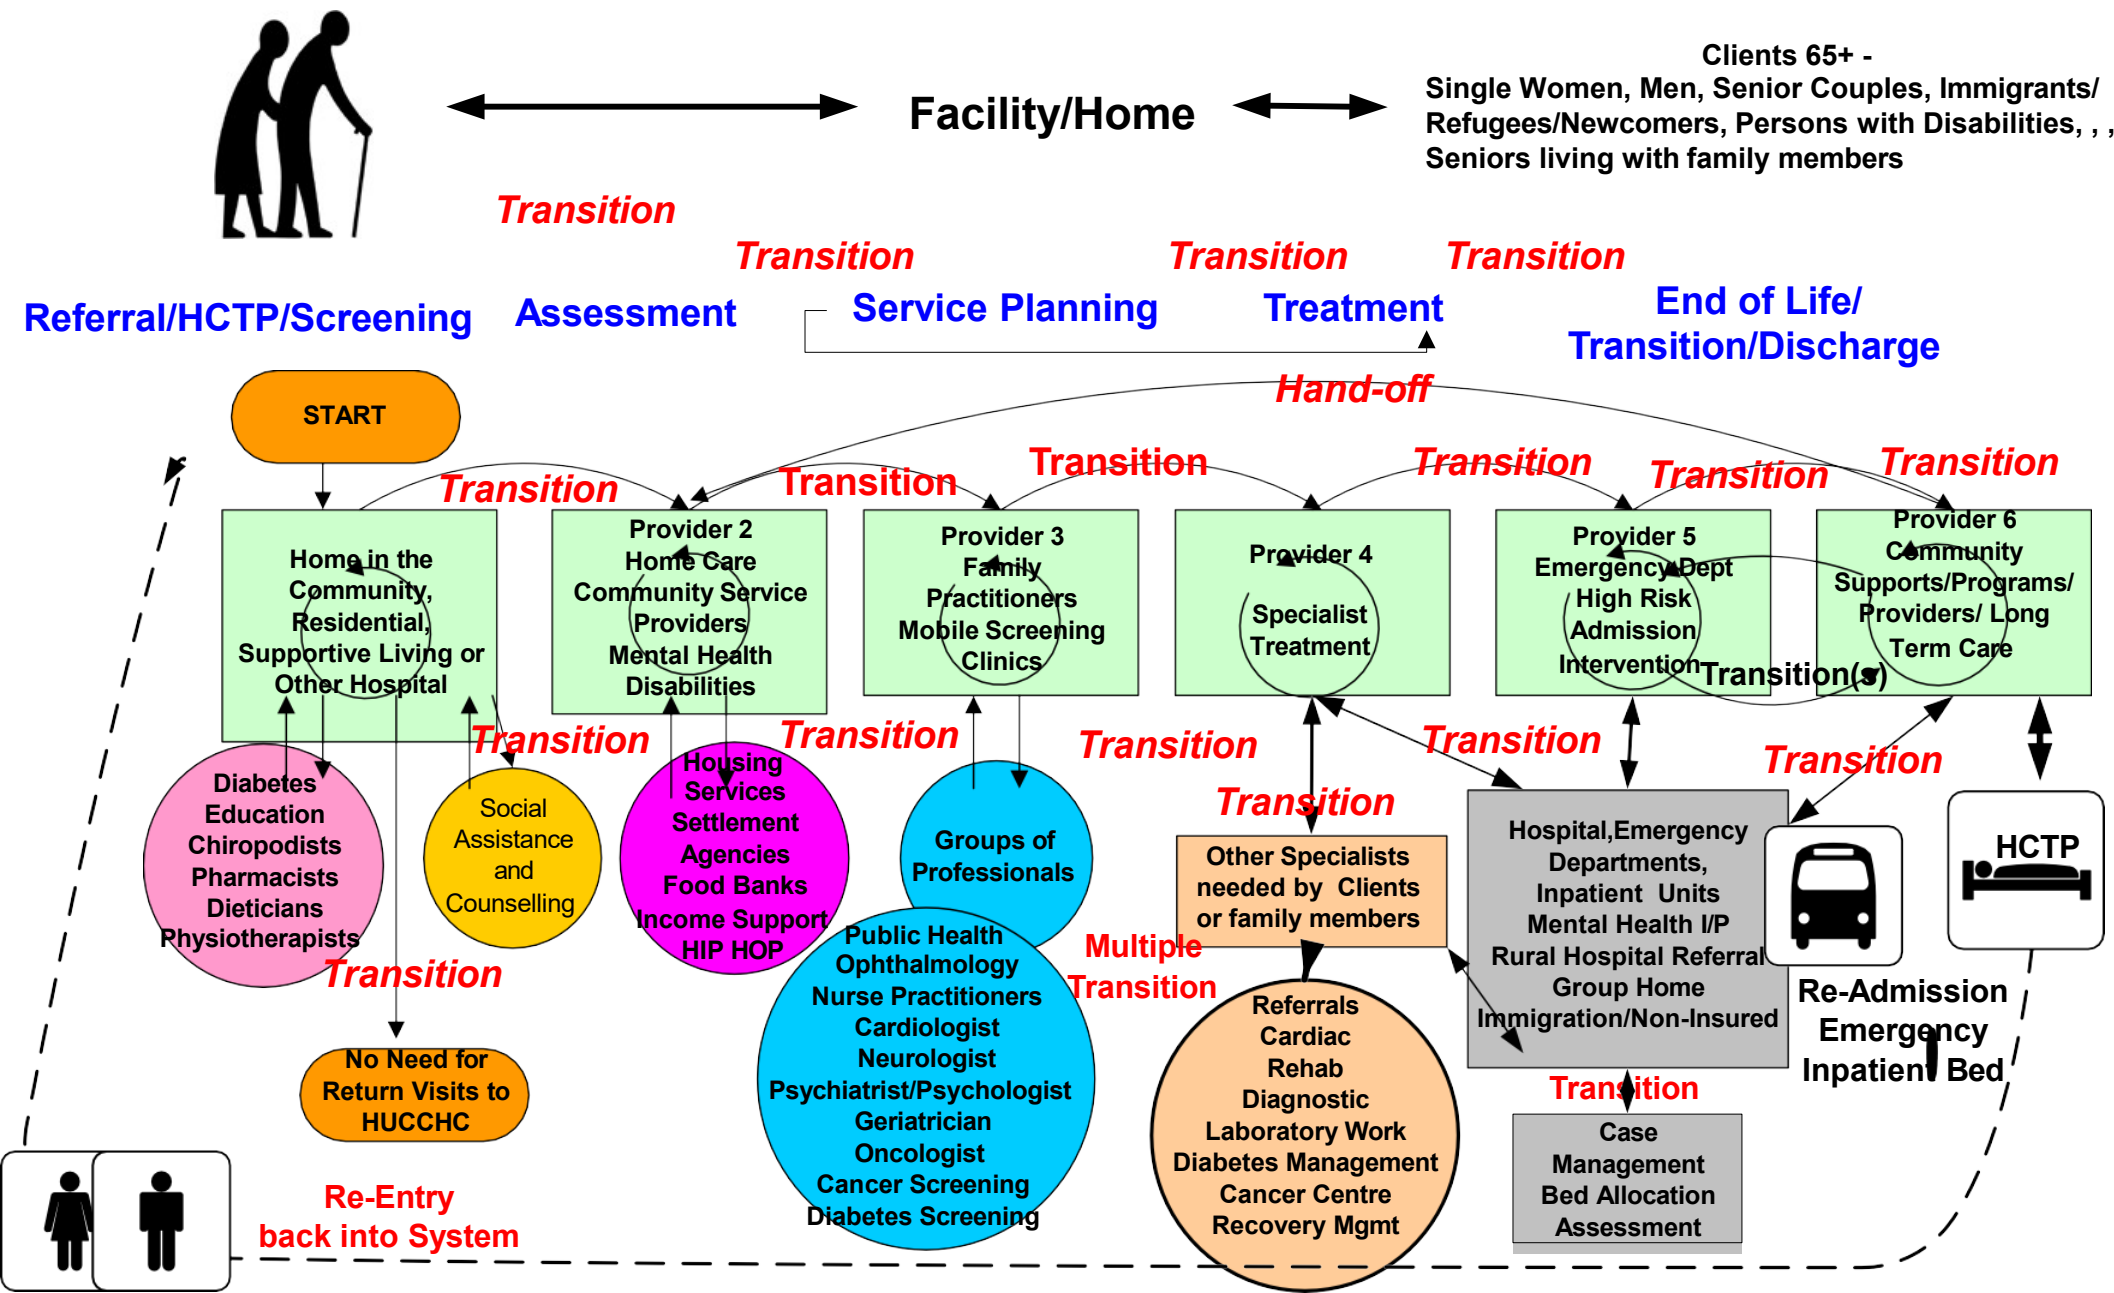 Clients 65+ -
Single Women, Men, Senior Couples, Immigrants/
Refugees/Newcomers, Persons with Disabilities, , ,
Seniors living with family members
Facility/Home
Transition
Transition
Transition
Transition
Referral/HCTP/Screening
Assessment
Service Planning
Treatment
End of Life/
Transition/Discharge
Hand-off
START
Transition
Transition
Transition
Transition
Transition
Transition
Home in the
Community,
Residential,
Supportive Living or
Other Hospital
Provider 2
Home Care
Community Service
Providers
Mental Health
Disabilities
Provider 3
Family
Practitioners
Mobile Screening
Clinics
Provider 4
Specialist
Treatment
Provider 5
Emergency Dept
High Risk
Admission
Intervention
Provider 6
Community
Supports/Programs/
Providers/ Long
Term Care
Transition(s)
Transition
Transition
Transition
Transition
Transition
Transition
Diabetes
Education
Chiropodists
Pharmacists
Dieticians
Physiotherapists
Social
Assistance
and
Counselling
Housing
Services
Settlement
Agencies
Food Banks
Income Support
HIP HOP
Groups of
Professionals
Other Specialists
needed by  Clients
or family members
Hospital,Emergency
Departments,
Inpatient  Units
Mental Health I/P
Rural Hospital Referral
Group Home
Immigration/Non-Insured
HCTP
Transition
Multiple
Transition
Public Health
Ophthalmology
Nurse Practitioners
Cardiologist
Neurologist
Psychiatrist/Psychologist
Geriatrician
Oncologist
Cancer Screening
Diabetes Screening
Referrals
Cardiac
Rehab
Diagnostic
Laboratory Work
Diabetes Management
Cancer Centre
Recovery Mgmt
Re-Admission
Emergency
Inpatient Bed
No Need for
Return Visits to
HUCCHC
Transition
Case
Management
Bed Allocation
Assessment
Re-Entry
back into System